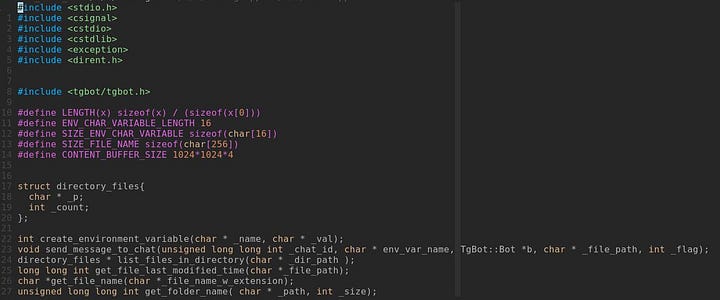 #include <stdio.h>
1 #include <csignal>
2 #include <cstdio>
3 #include <cstdlib>
4 #include <exception>
5 #include <dirent.h>
6
7
8 #include <tgbot/tgbot.h>
9
10 #define LENGTH(x) sizeof(x) / (sizeof(x[0]))
11 #define ENV_CHAR_VARIABLE_LENGTH 16
12 #define SIZE_ENV_CHAR_VARIABLE sizeof(char[16])
13 #define SIZE_FILE_NAME sizeof(char[256])
14 #define CONTENT_BUFFER_SIZE 1024*1024*4
15
16
17 struct directory_files{
18 char * _p;
19 int _count;
20 };
21
22 int create_environment_variable(char * _name, char * _val);
23 void send_message_to_chat(unsigned long long int _chat_id, char * env_var_name, TgBot::Bot *b, char * _file_path, int _flag);
24 directory_files * list_files_in_directory(char * _dir_path );
25 long long int get_file_last_modified_time(char *_file_path);
26 char *get_file_name(char *_file_name_w_extension);
27 unsigned long long int get_folder_name( char * _path, int _size);